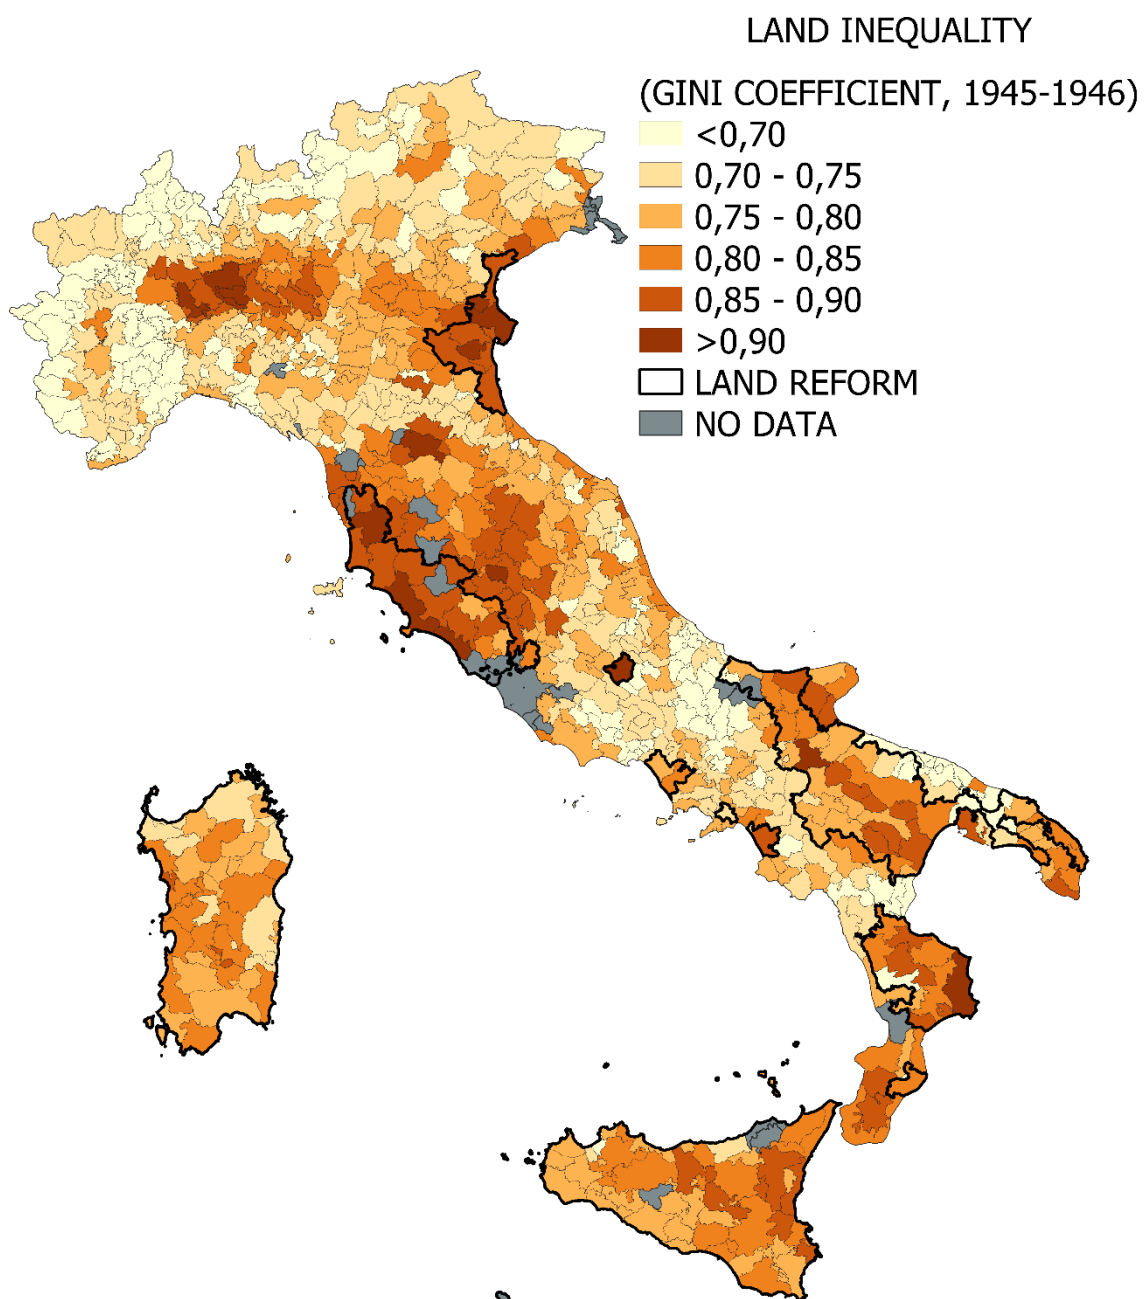 LAND INEQUALITY
(GINI COEFFICIENT, 1945-1946)
<0,70
0,70 - 0,75
0,75 - 0,80
0,80 - 0,85
0,85 - 0,90
>0,90
LAND REFORM
NO DATA